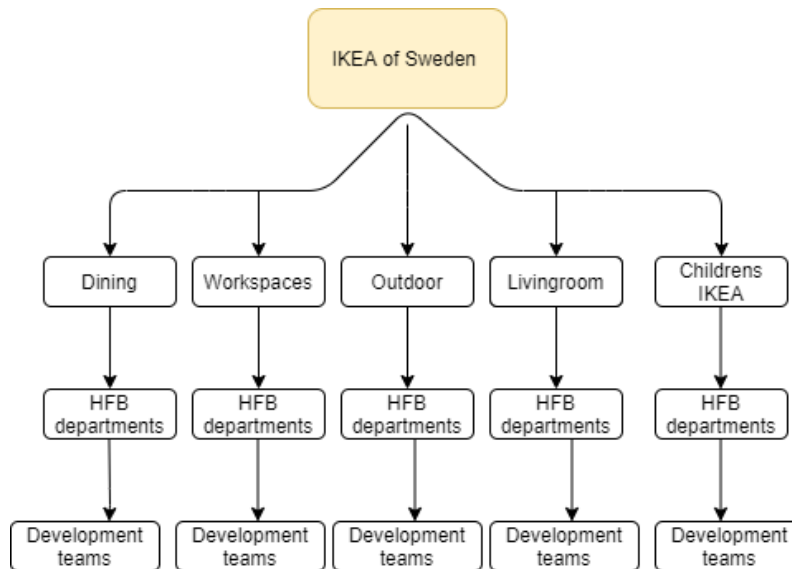 IKEA of Sweden
Dining
Workspaces
Outdoor
Livingroom
Childrens
IKEA
HFB
departments
HFB
departments
HFB
departments
HFB
departments
HFB
departments
Development
teams
Development
teams
Development
teams
Development
teams
Development
teams